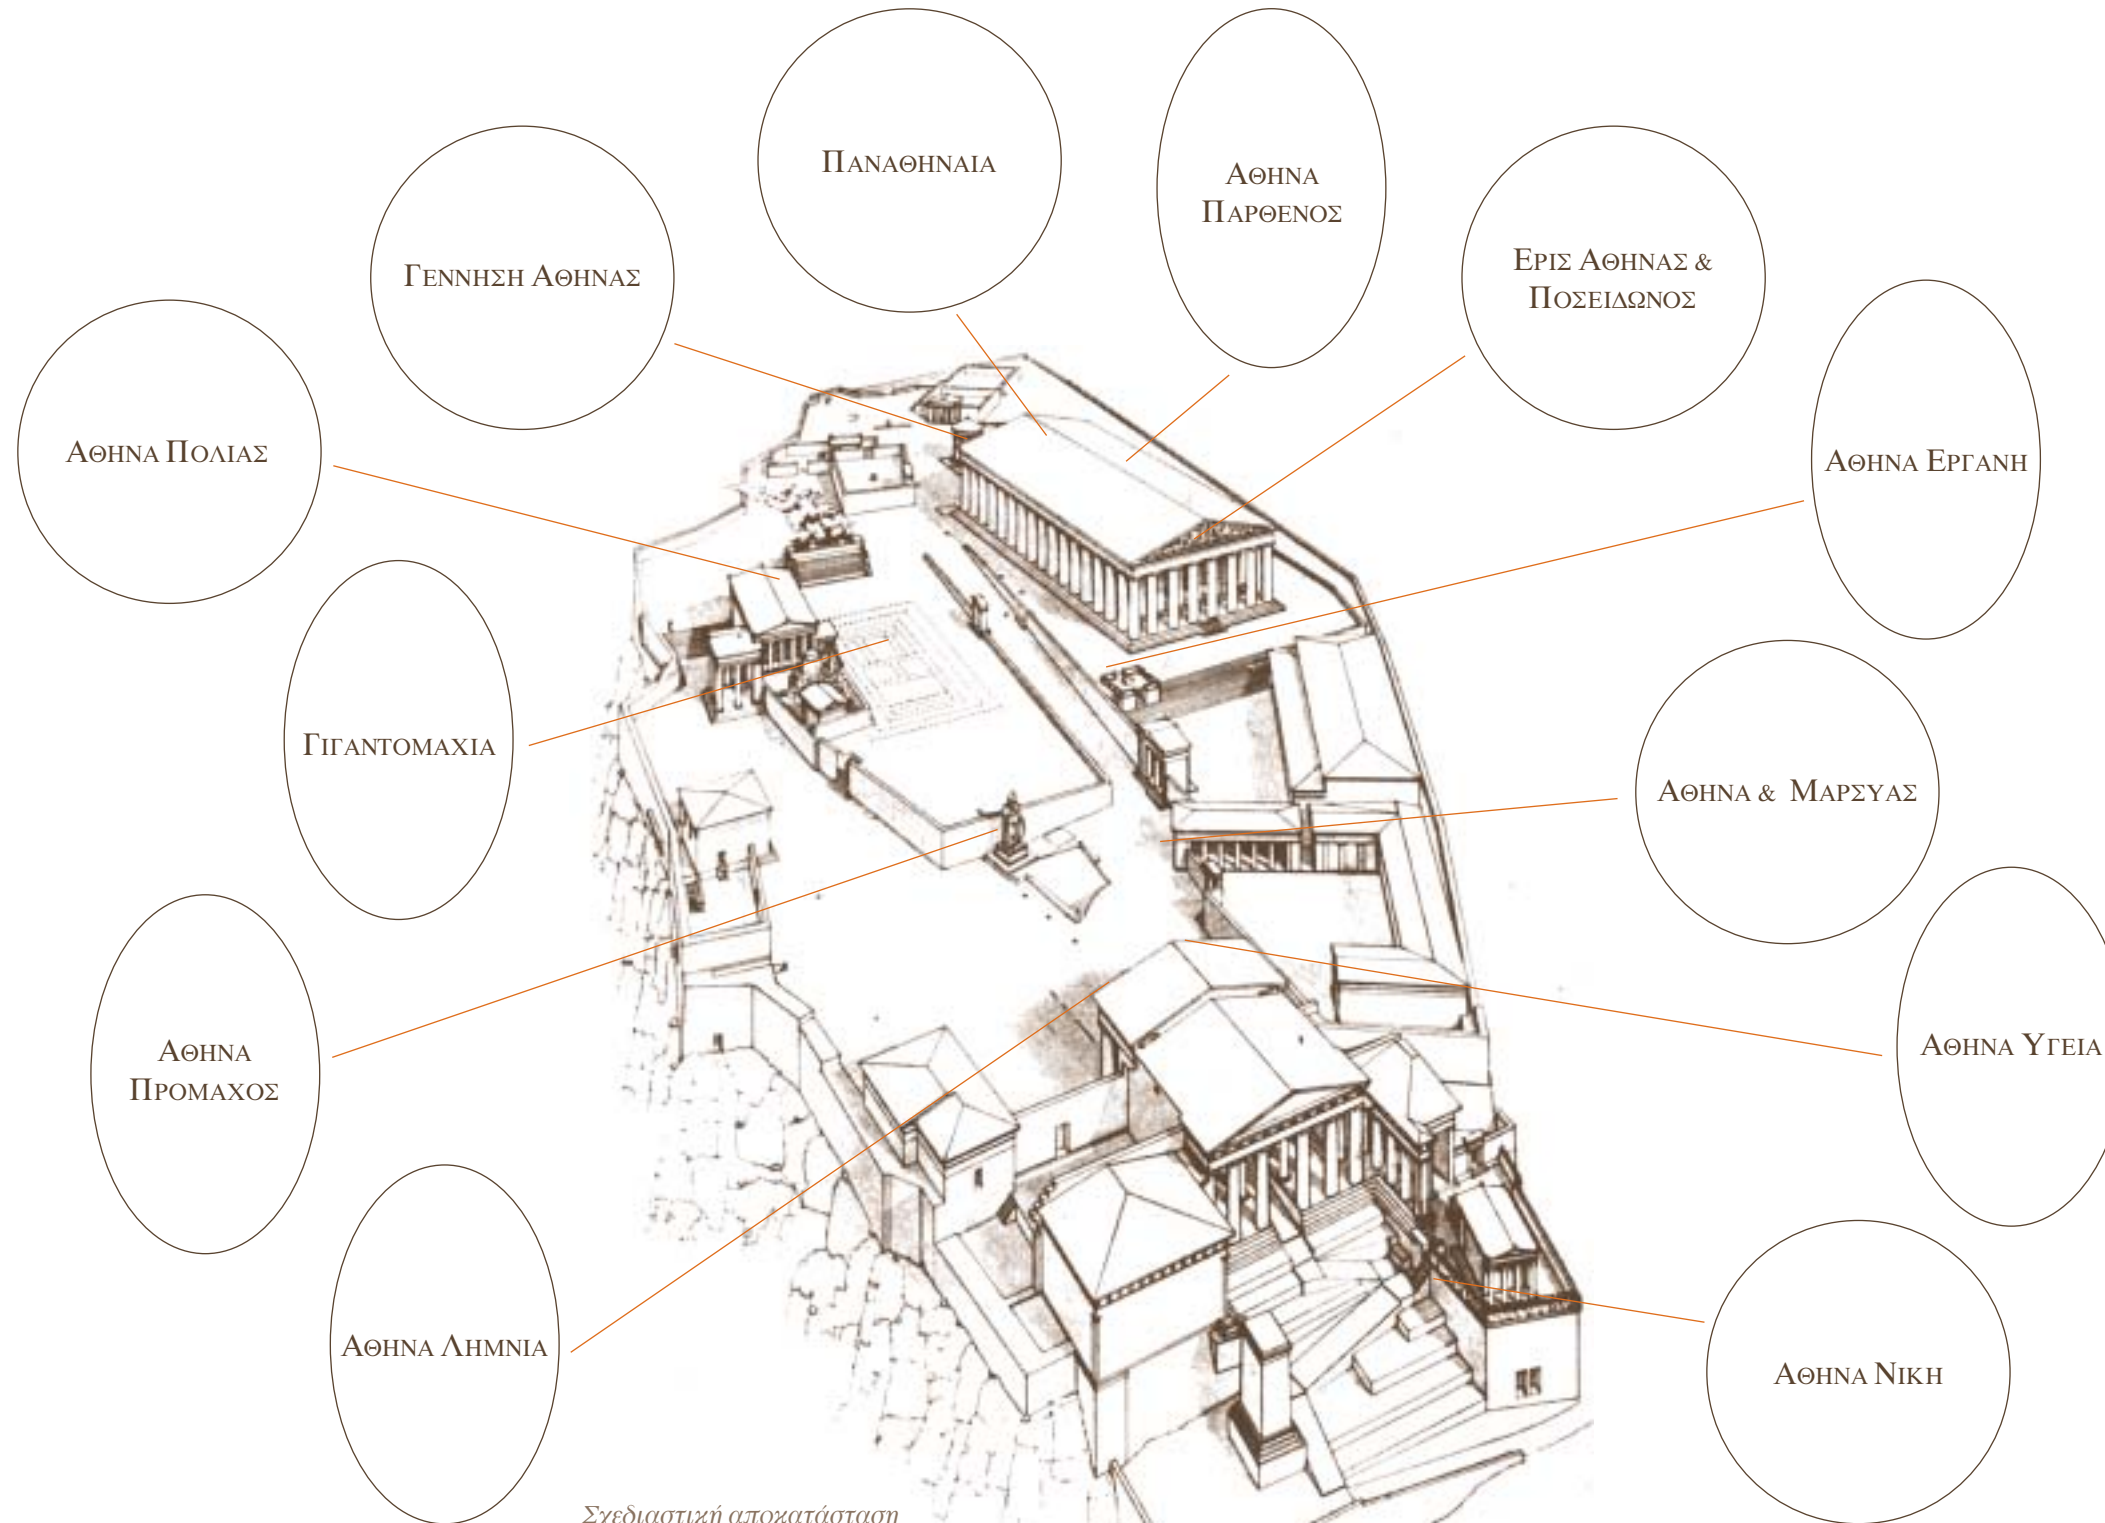 ΠΑΝΑΘΗΝΑΙΑ
ΑΘΗΝΑ
ΠΑΡΘΕΝΟΣ
ΓΕΝΝΗΣΗ ΑΘΗΝΑΣ
ΕΡΙΣ ΑΘΗΝΑΣ &
ΠΟΣΕΙΔΩΝΟΣ
ΑΘΗΝΑ ΠΟΛΙΑΣ
ΑΘΗΝΑ ΕΡΓΑΝΗ
ΓΙΓΑΝΤΟΜΑΧΙΑ
ΑΘΗΝΑ & ΜΑΡΣΥΑΣ
ΑΘΗΝΑ
ΠΡΟΜΑΧΟΣ
ΑΘΗΝΑ ΥΓΕΙΑ
ΑΘΗΝΑ ΛΗΜΝΙΑ
ΑΘΗΝΑ ΝΙΚΗ
Σχεδιαστική αποκατάσταση